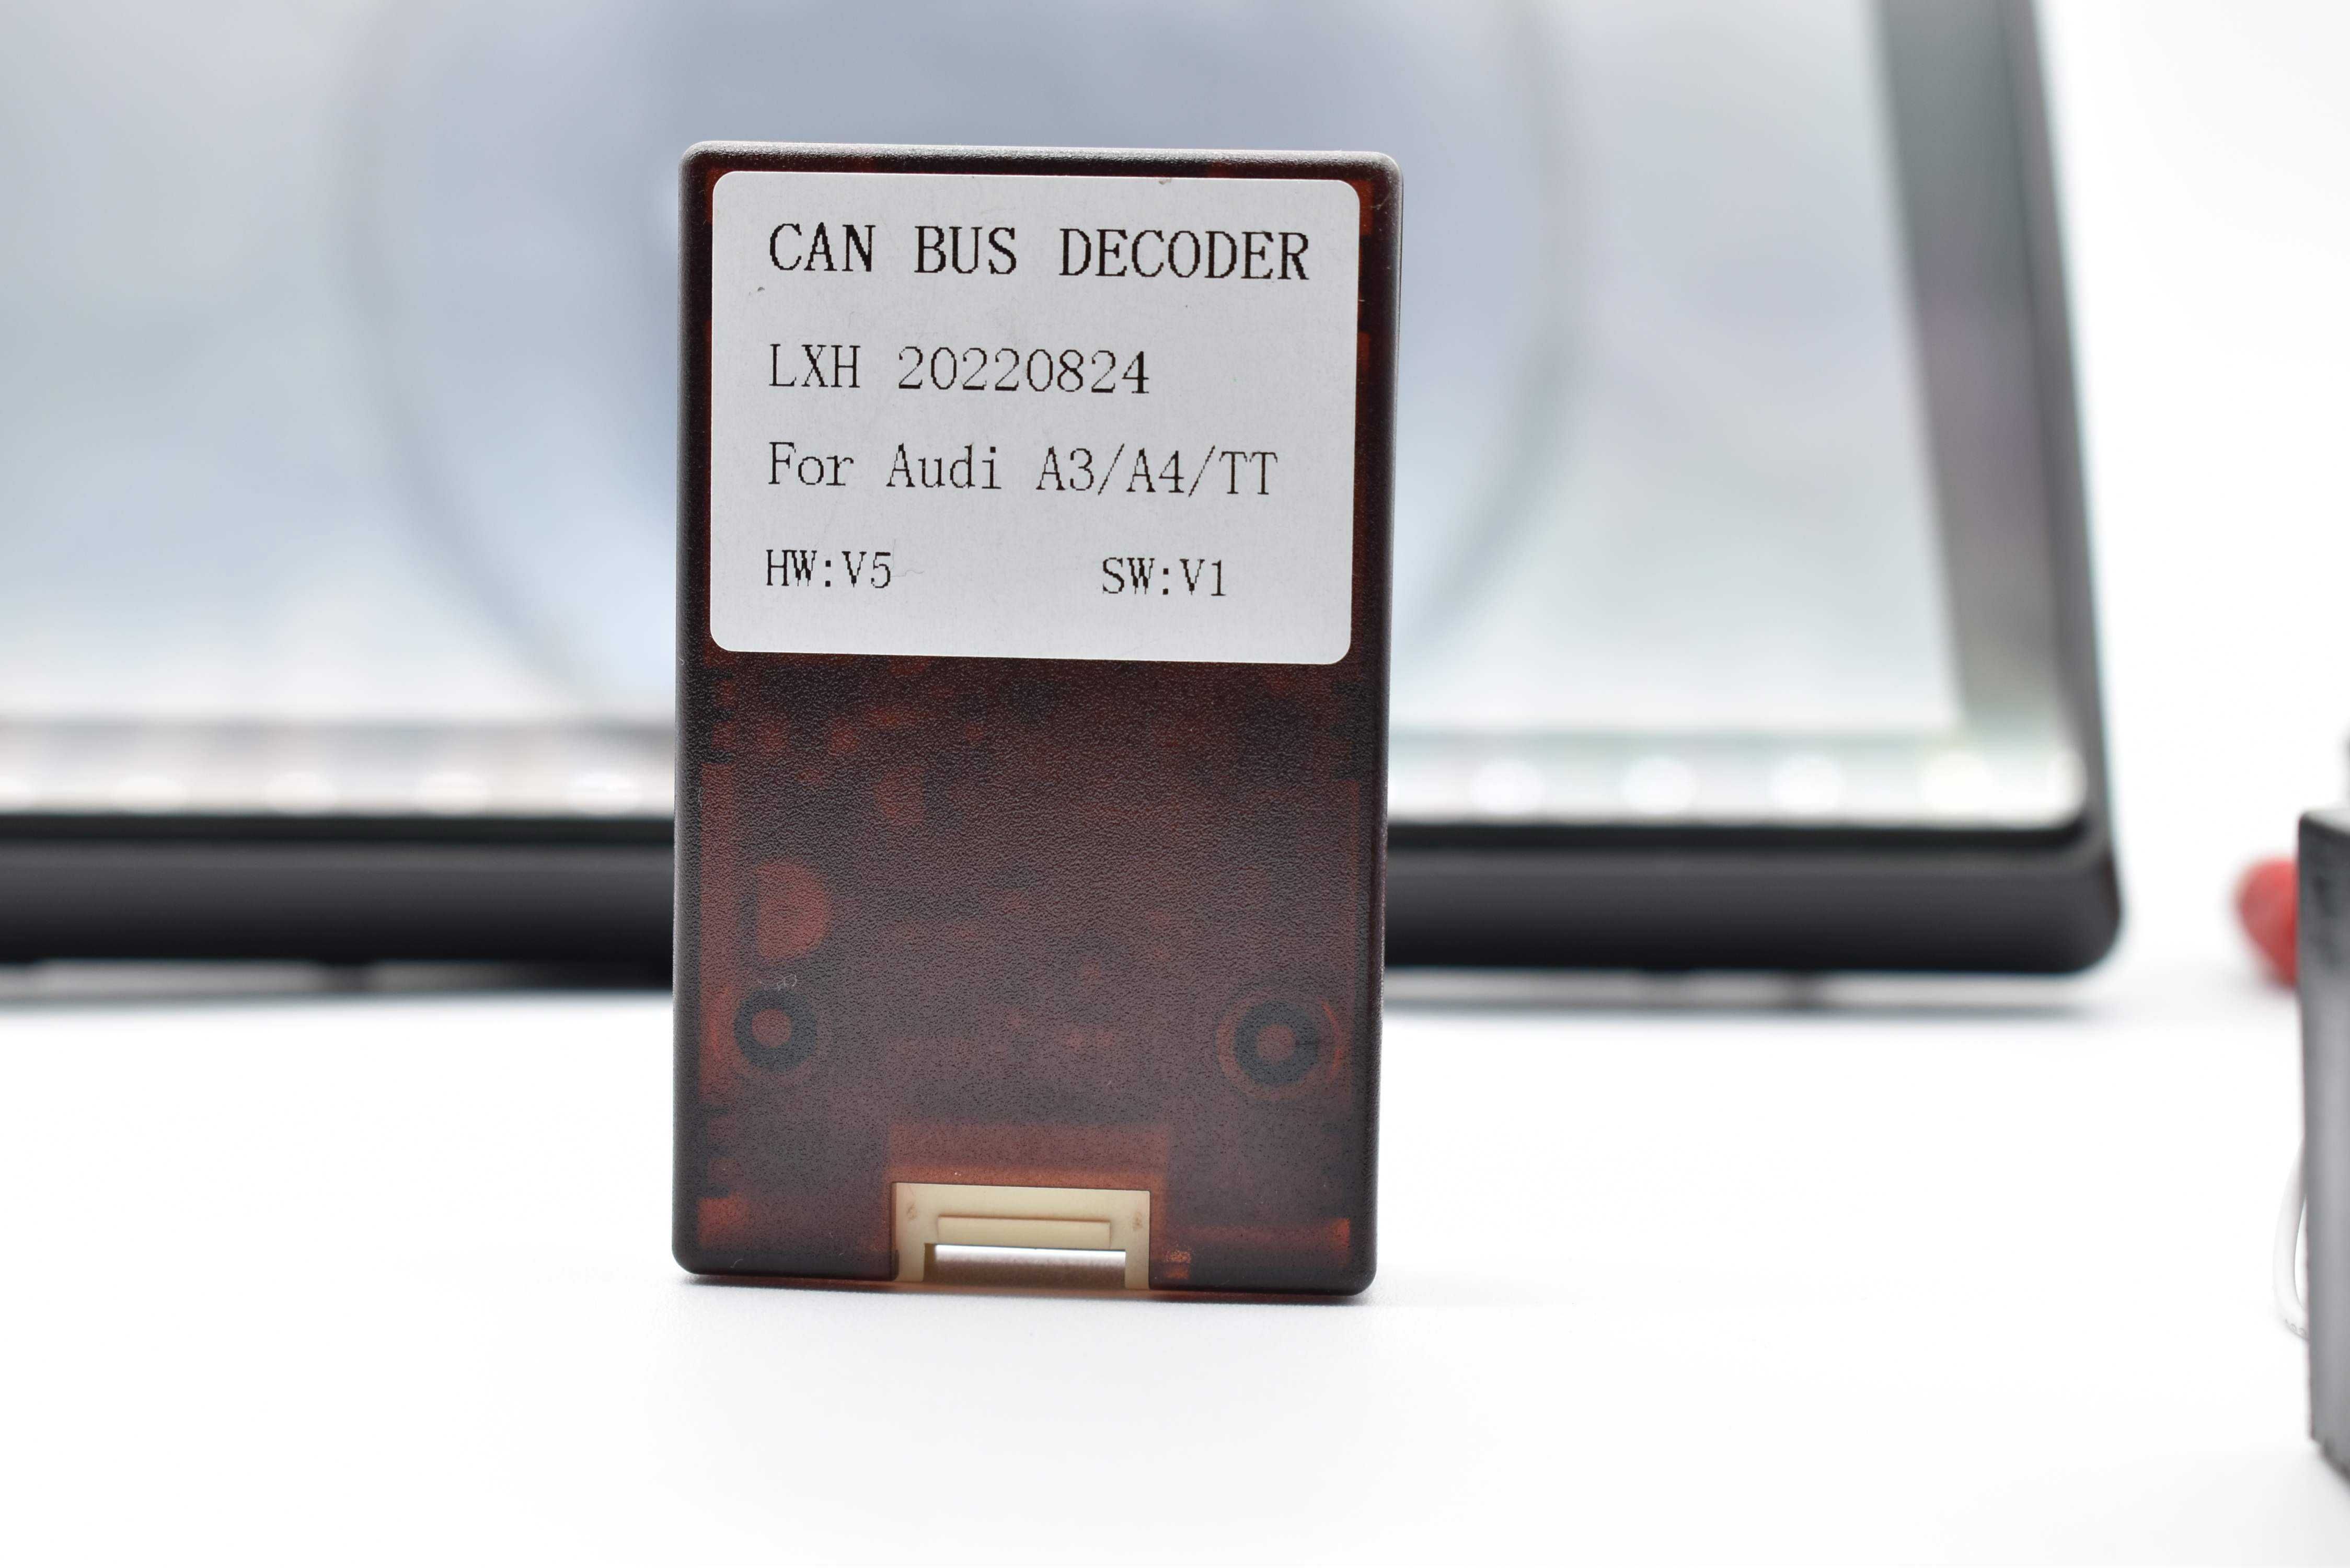 CAN BUS DECODER
LXH 20220824
For Audi A3/A4/TT
HW:V5 SW:V1